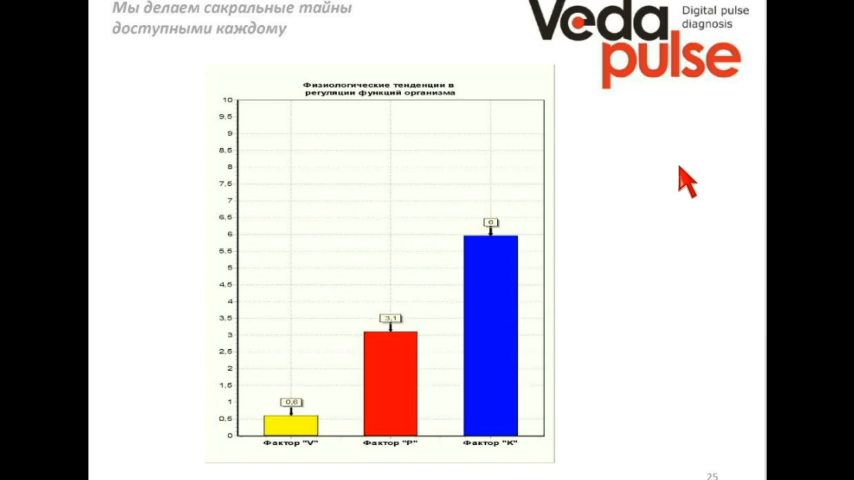 Мы делаем сакральные тайны
доступными каждому
Veda
pulse
Digital pulse
diagnosis
Физиологические тенденции в
регуляции функций организма
10
9,5
9
8,5
8
7,5
7
6,5
6
5,5
5
4,5
4
3,5
3
2,5
2
1,5
1
0,5
0
0,6
3,1
6
Фактор "V"
Фактор "P"
Фактор "K"
25